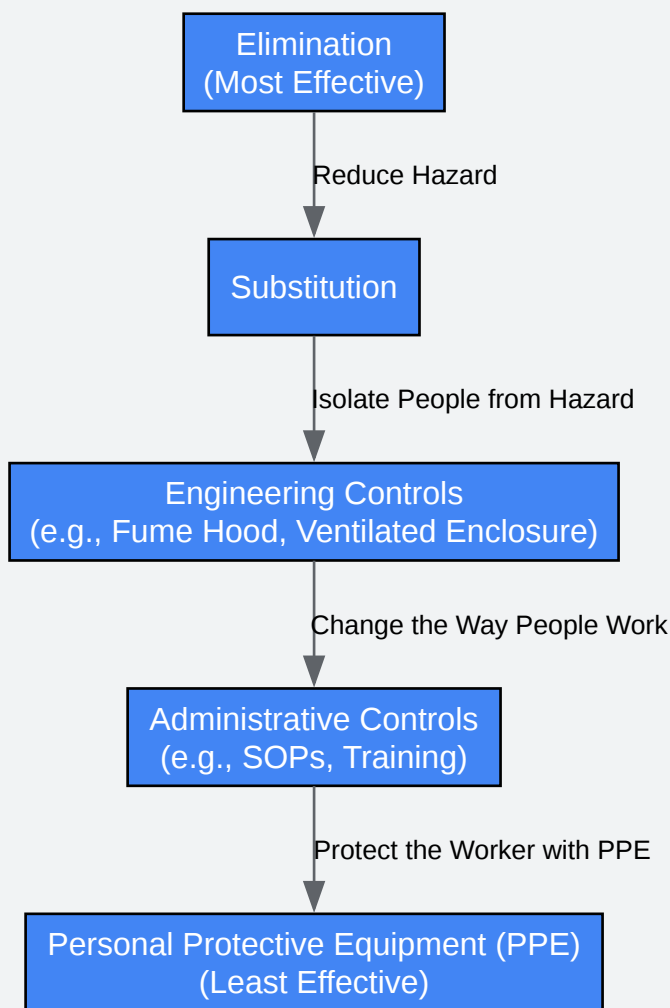 Elimination
(Most Effective)
Reduce Hazard
Substitution
Isolate People from Hazard
Engineering Controls
(e.g., Fume Hood, Ventilated Enclosure)
Change the Way People Work
Administrative Controls
(e.g., SOPs, Training)
Protect the Worker with PPE
Personal Protective Equipment (PPE)
(Least Effective)